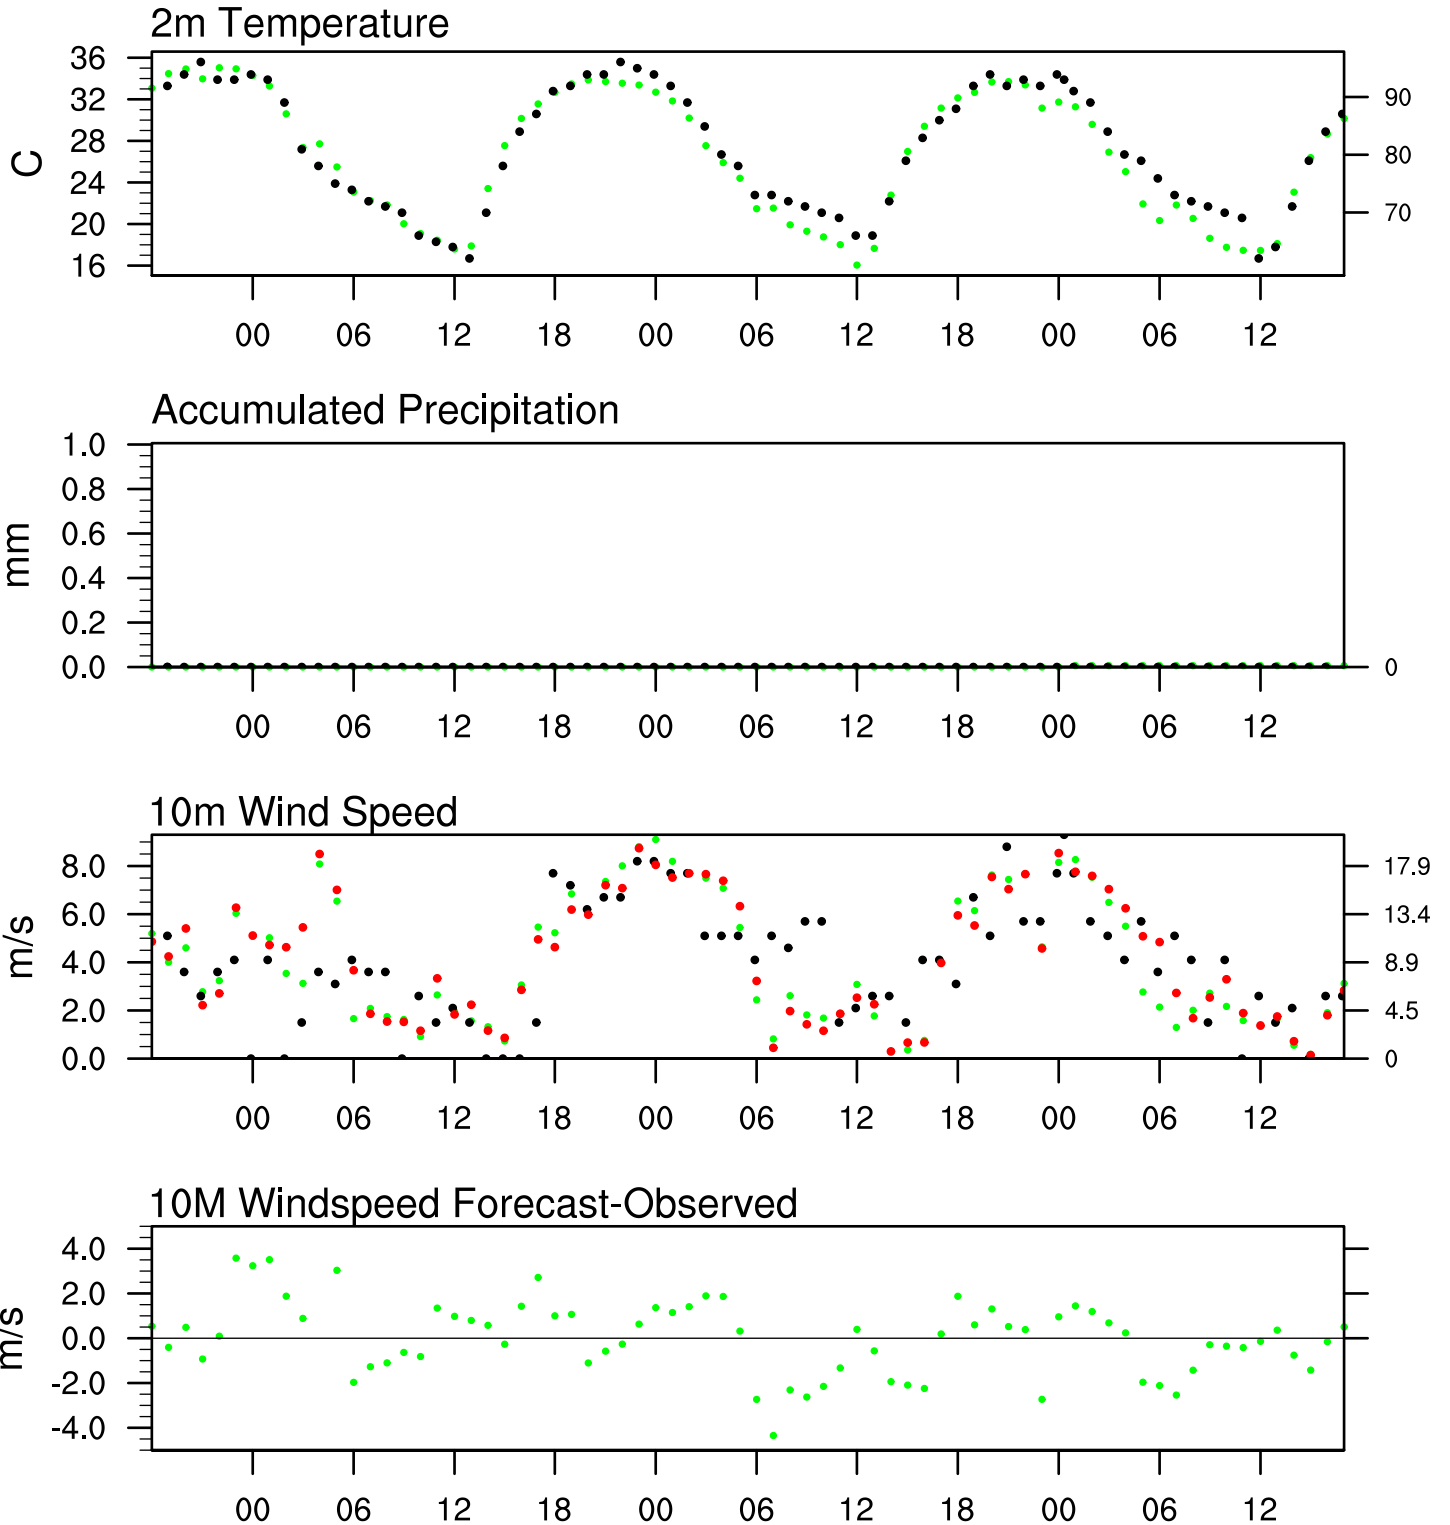 2m Temperature
36
32
28
24
20
16
C
90
80
70
00 06 12 18 00 06 12 18 00 06 12
Accumulated Precipitation
1.0
0.8
0.6
0.4
0.2
0.0
mm
0
00 06 12 18 00 06 12 18 00 06 12
10m Wind Speed
8.0
6.0
4.0
2.0
0.0
m/s
17.9
13.4
8.9
4.5
0
00 06 12 18 00 06 12 18 00 06 12
10M Windspeed Forecast-Observed
4.0
2.0
0.0
-2.0
-4.0
m/s
00 06 12 18 00 06 12 18 00 06 12